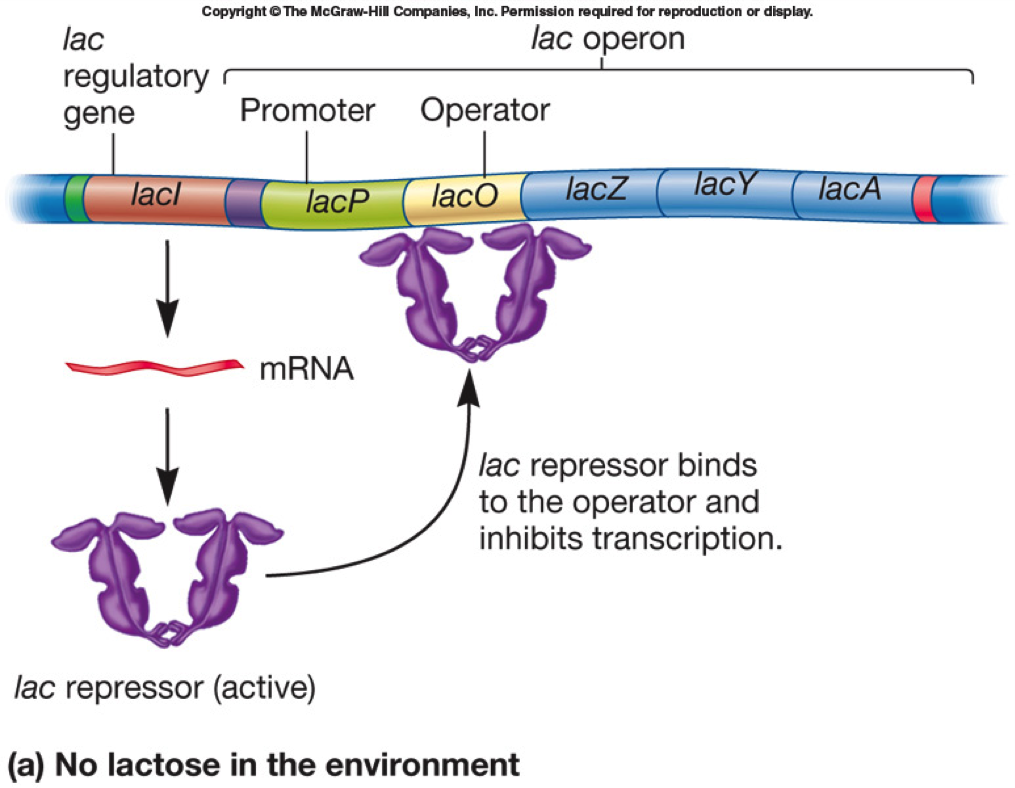 Copyright © The McGraw-Hill Companies, Inc. Permission required for reproduction or display.
lac
regulatory
gene
lac operon
Promoter
Operator
lacI
lacP
lacO
lacZ
lacY
lacA
mRNA
lac repressor binds
to the operator and
inhibits transcription.
lac repressor (active)
(a) No lactose in the environment